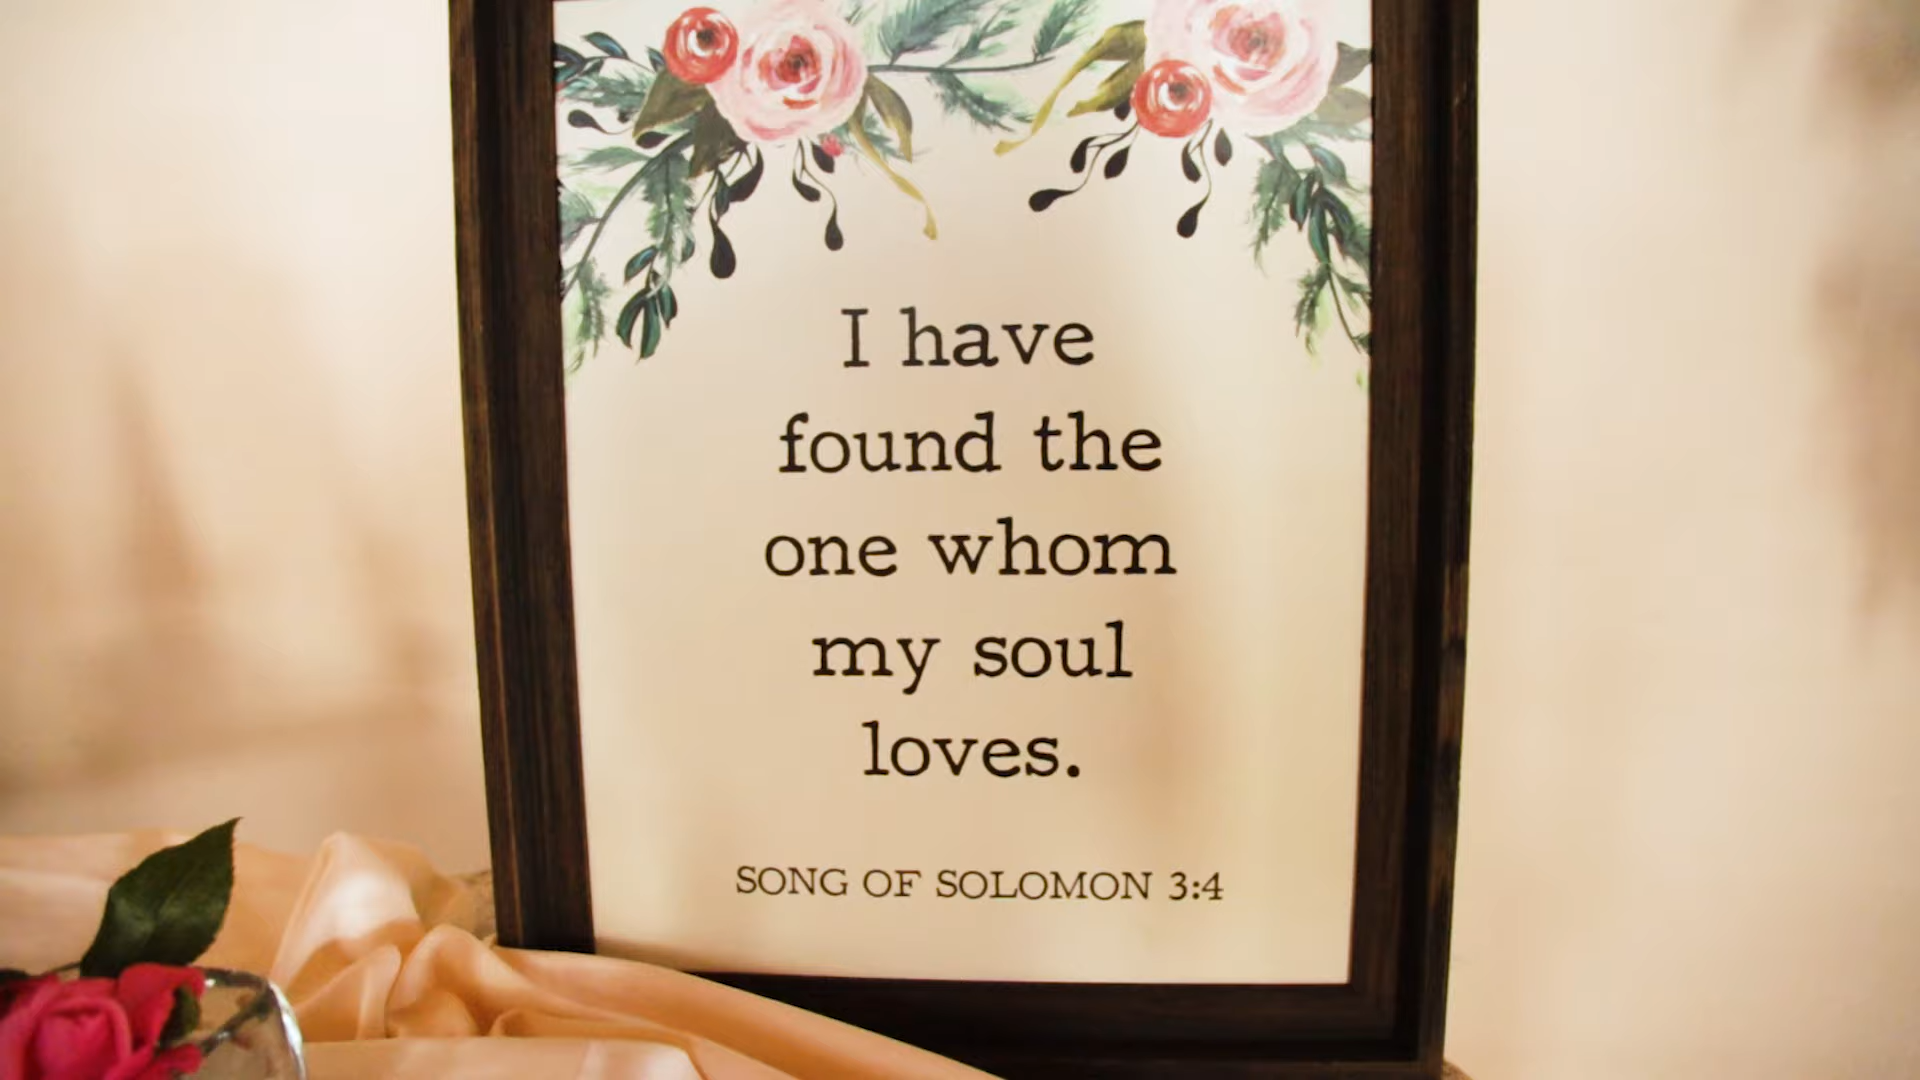 I have
found the
one whom
my soul
loves.
SONG OF SOLOMON 3:4